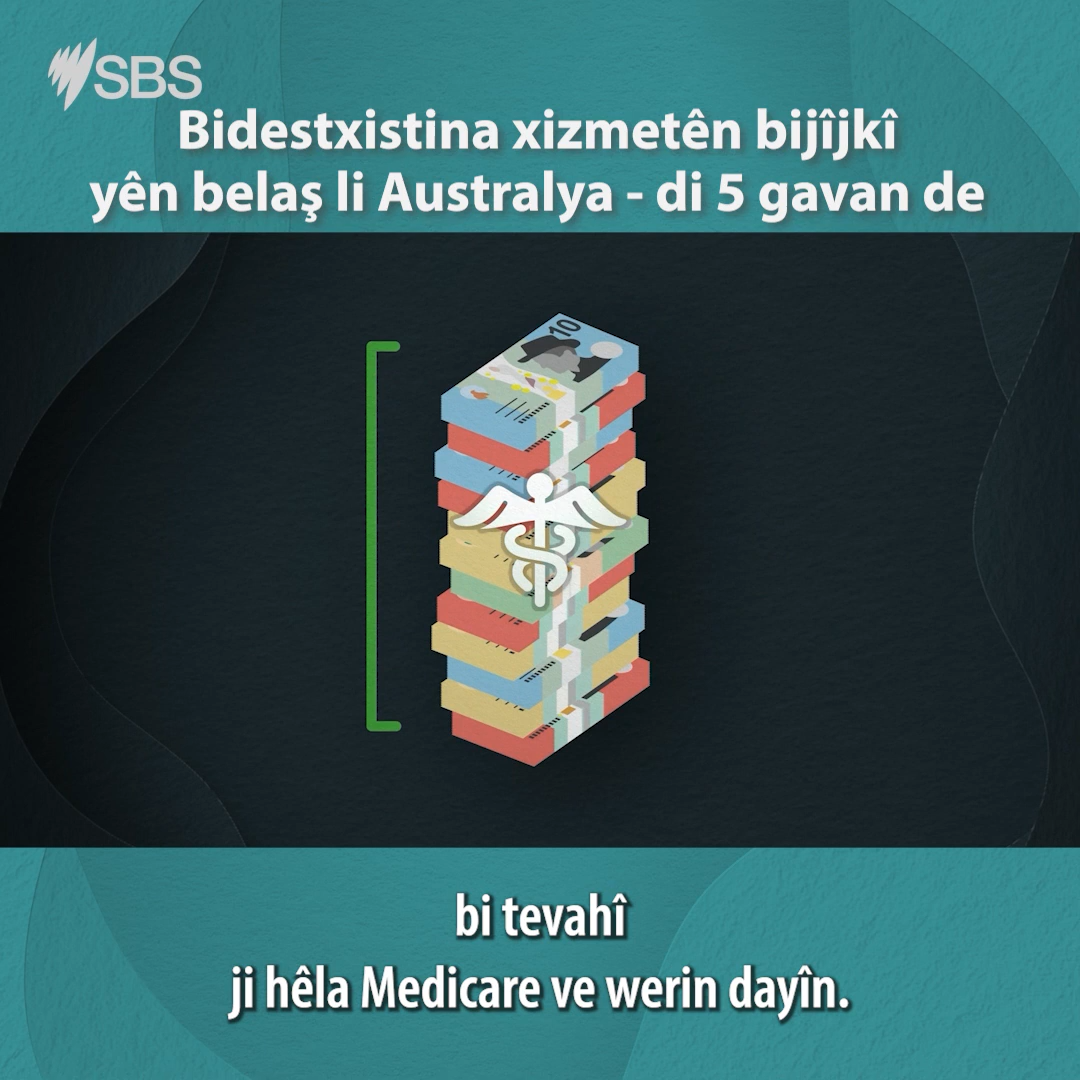 SBS
Bidestxistina xizmetên bijîjkî
yên belaş li Australya - di 5 gavan de
10
bi tevahî
ji hêla Medicare ve werin dayîn.